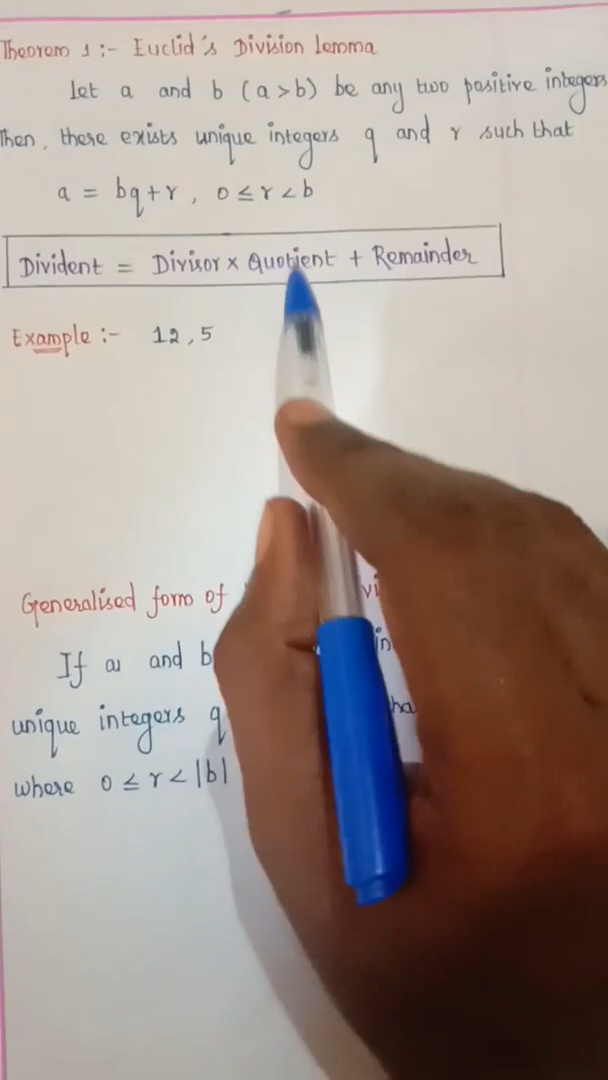 Theorem 1:- Euclid's Division lemma
Let a and b (a>b) be any two positive integers
Then, there exists unique integers q and r such that
a = bq+r, 0≤r<b
Divident = Divisor × Quotient + Remainder
Example:- 12, 5
Generalised form of
If a and b
unique integers q
where 0 ≤ r < |b|